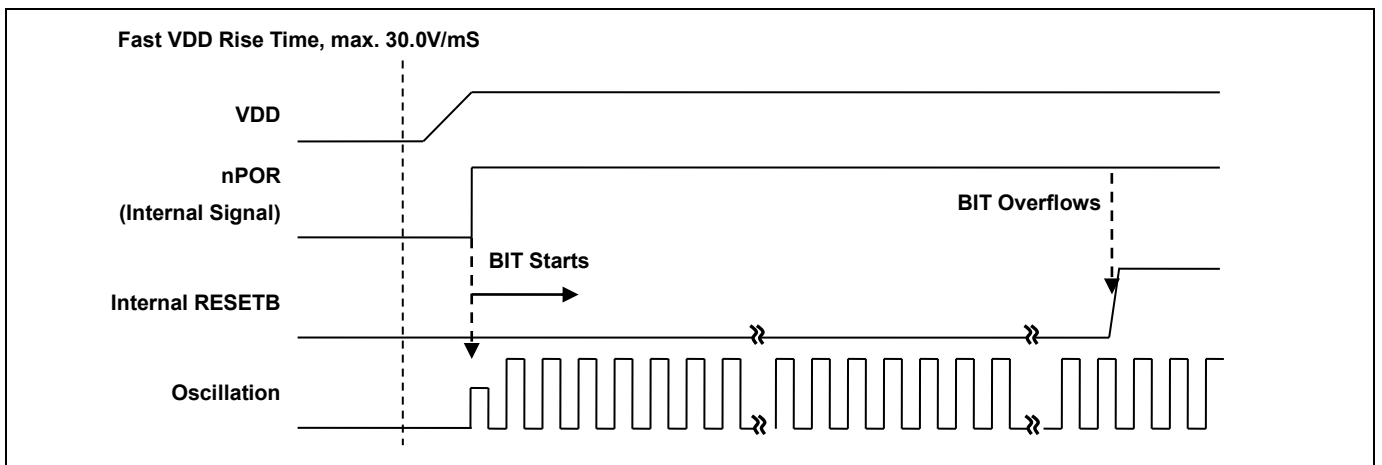 Fast VDD Rise Time, max. 30.0V/mS
VDD
nPOR
(Internal Signal)
BIT Overflows
BIT Starts
Internal RESETB
Oscillation